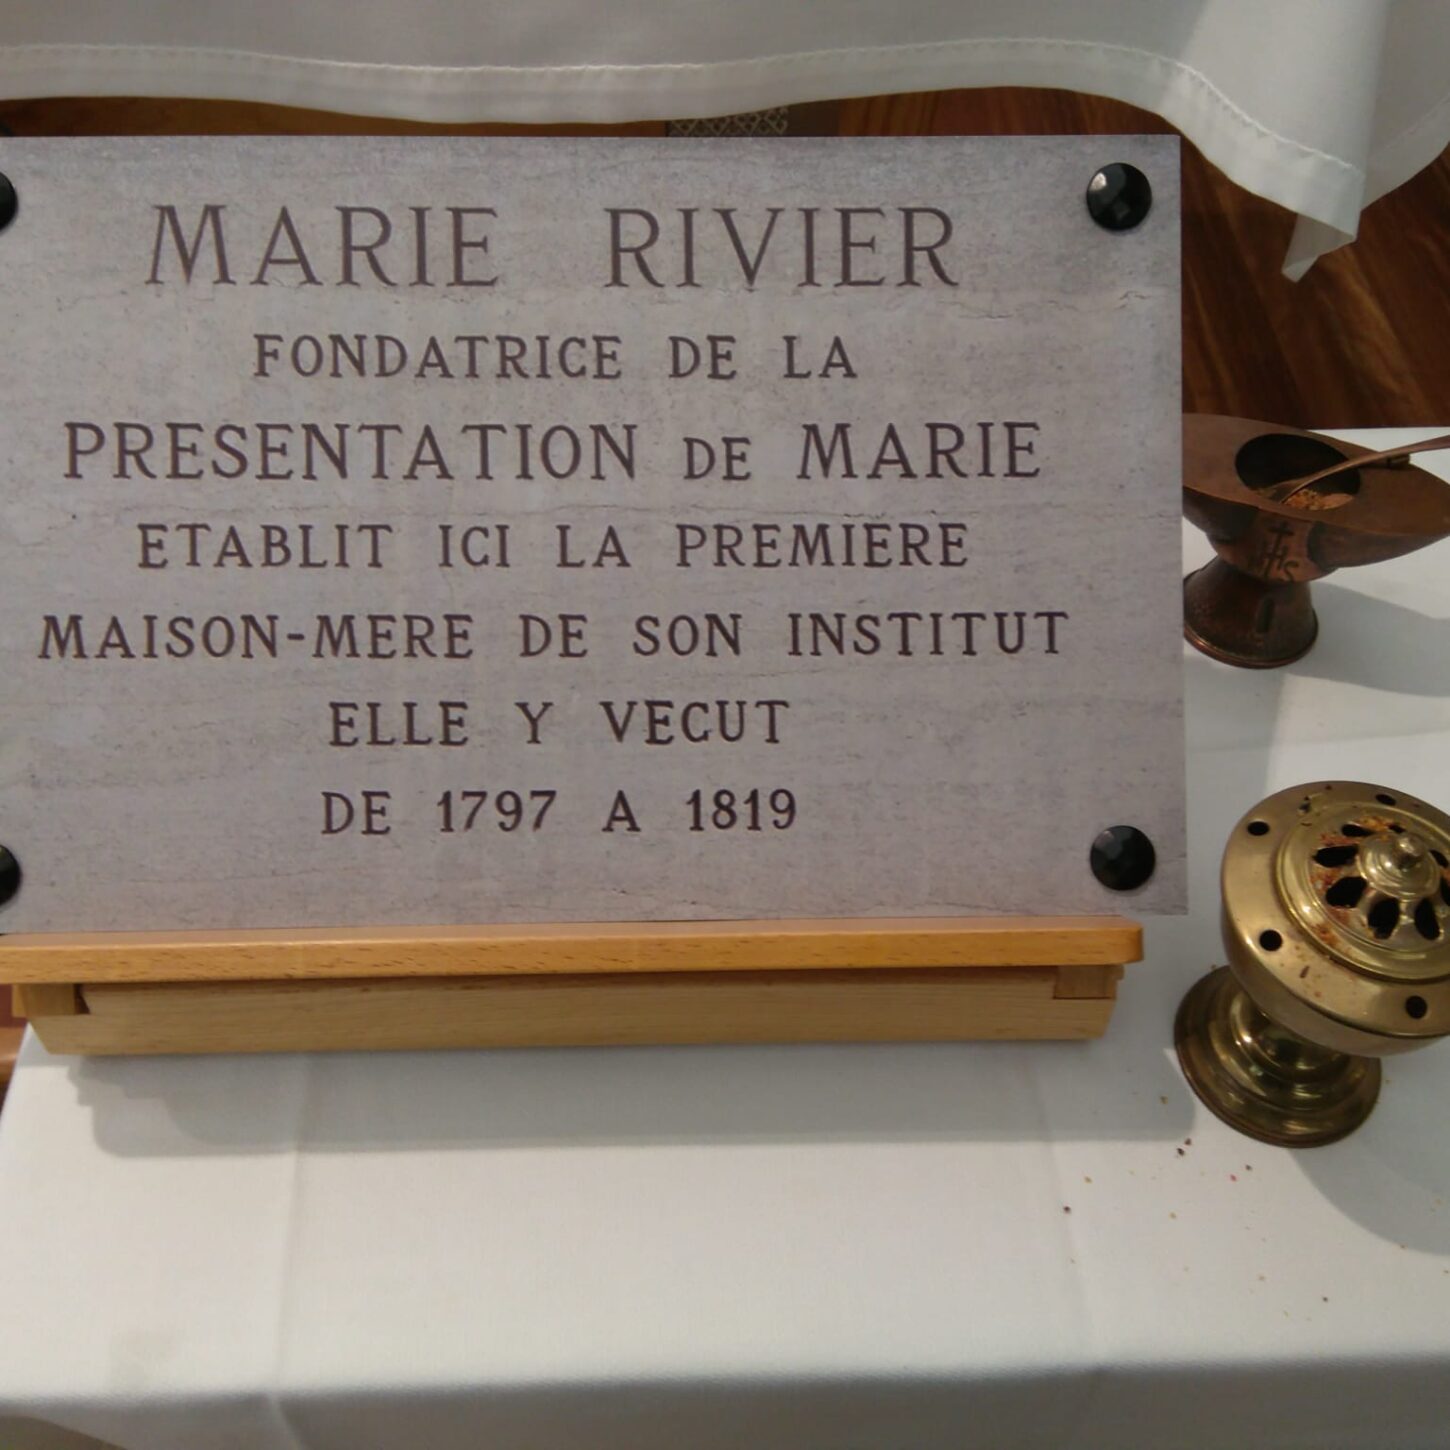 MARIE RIVIER
FONDATRICE DE LA
PRESENTATION DE MARIE
ETABLIT ICI LA PREMIERE
MAISON-MERE DE SON INSTITUT
ELLE Y VECUT
DE 1797 A 1819
IHS